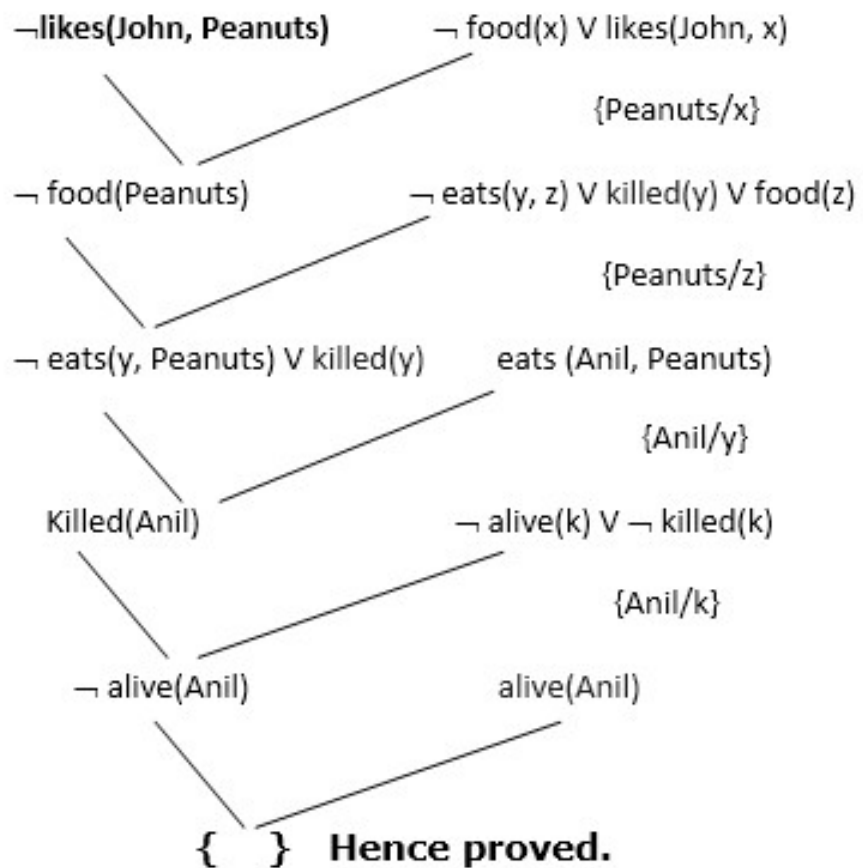 ¬likes(John, Peanuts) ¬ food(x) V likes(John, x)
{Peanuts/x}
¬ food(Peanuts) ¬ eats(y, z) V killed(y) V food(z)
{Peanuts/z}
¬ eats(y, Peanuts) V killed(y) eats (Anil, Peanuts)
{Anil/y}
Killed(Anil) ¬ alive(k) V ¬ killed(k)
{Anil/k}
¬ alive(Anil) alive(Anil)
{ } Hence proved.